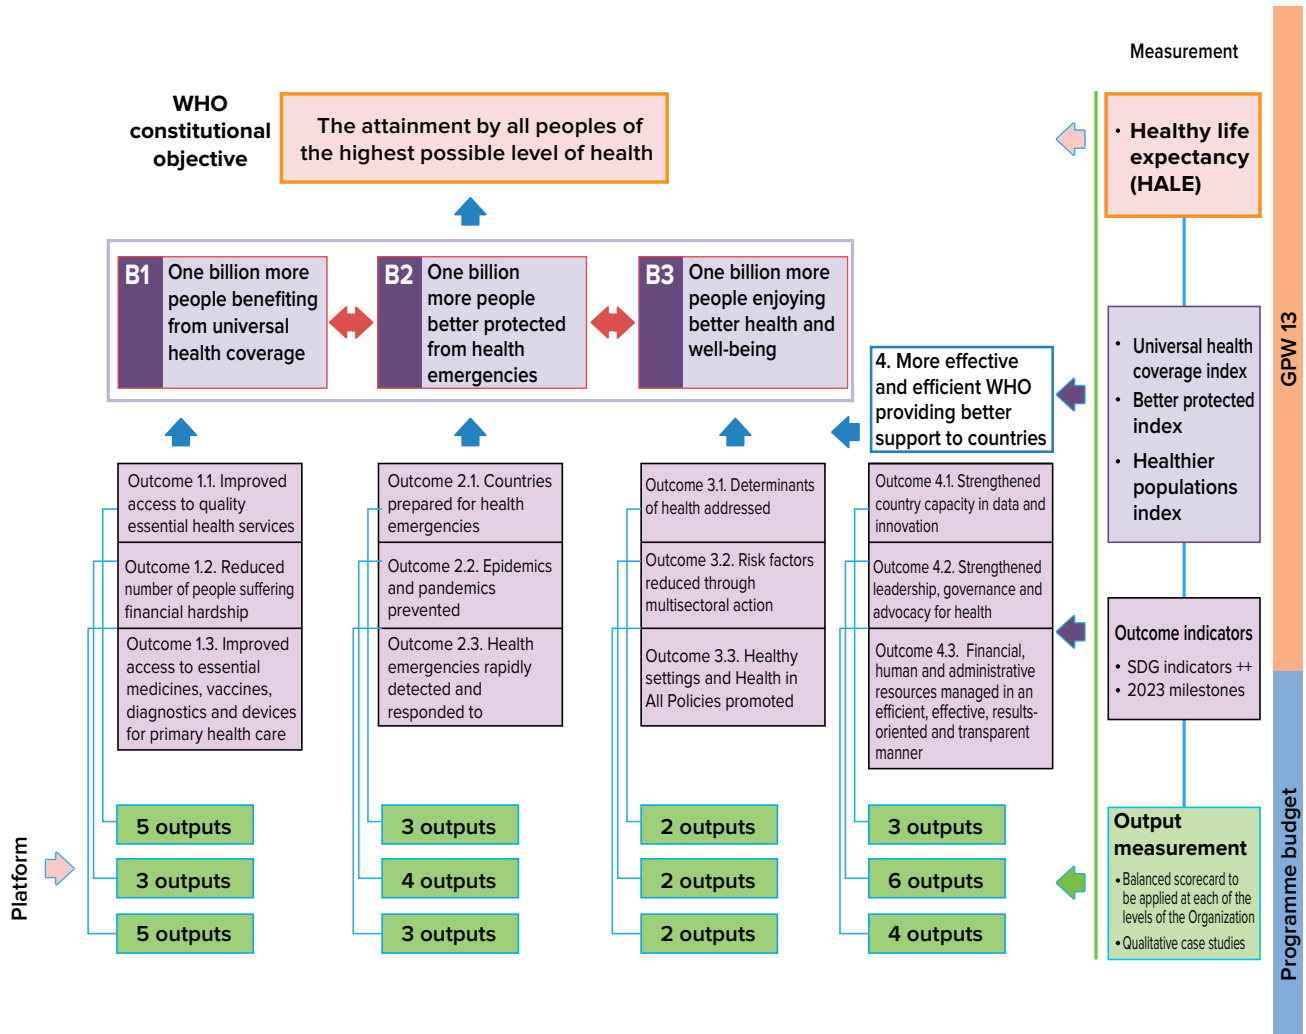 Measurement
WHO
constitutional
objective
The attainment by all peoples of
the highest possible level of health
• Healthy life
expectancy
(HALE)
B1
One billion more
people benefiting
from universal
health coverage
B2
One billion
more people
better protected
from health
emergencies
B3
One billion more
people enjoying
better health and
well-being
4. More effective
and efficient WHO
providing better
support to countries
• Universal health
coverage index
• Better protected
index
• Healthier
populations
index
GPW 13
Outcome 1.1. Improved
access to quality
essential health services
Outcome 1.2. Reduced
number of people suffering
financial hardship
Outcome 1.3. Improved
access to essential
medicines, vaccines,
diagnostics and devices
for primary health care
Outcome 2.1. Countries
prepared for health
emergencies
Outcome 2.2. Epidemics
and pandemics
prevented
Outcome 2.3. Health
emergencies rapidly
detected and
responded to
Outcome 3.1. Determinants
of health addressed
Outcome 3.2. Risk factors
reduced through
multisectoral action
Outcome 3.3. Healthy
settings and Health in
All Policies promoted
Outcome 4.1. Strengthened
country capacity in data and
innovation
Outcome 4.2. Strengthened
leadership, governance and
advocacy for health
Outcome 4.3. Financial,
human and administrative
resources managed in an
efficient, effective, results-
oriented and transparent
manner
Outcome indicators
• SDG indicators ++
• 2023 milestones
Platform
5 outputs
3 outputs
5 outputs
3 outputs
4 outputs
3 outputs
2 outputs
2 outputs
2 outputs
3 outputs
6 outputs
4 outputs
Output
measurement
• Balanced scorecard to
be applied at each of the
levels of the Organization
• Qualitative case studies
Programme budget